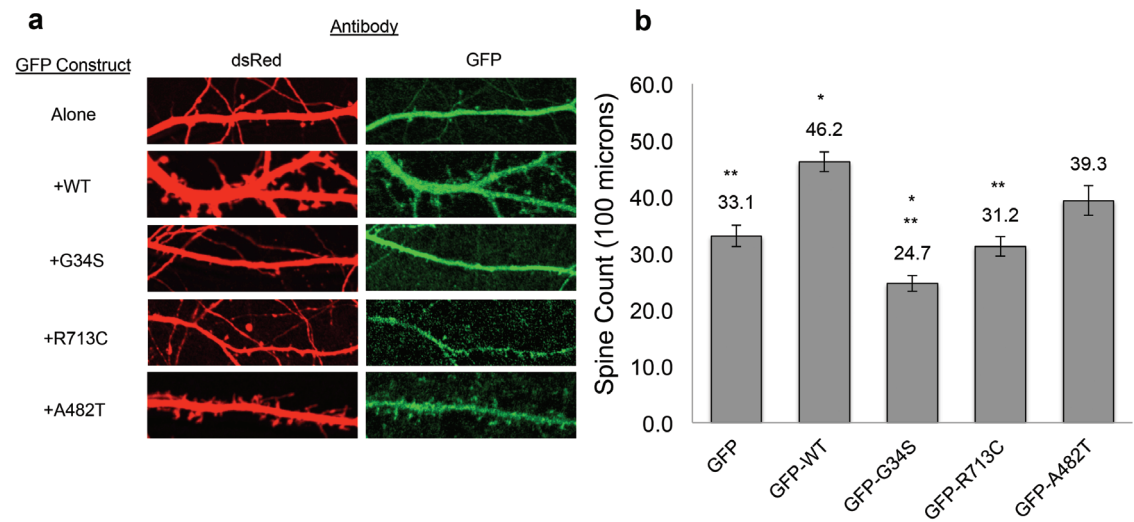 a
Antibody
GFP Construct
dsRed
GFP
Alone
+WT
+G34S
+R713C
+A482T
b
Spine Count (100 microns)
60.0
50.0
40.0
30.0
20.0
10.0
0.0
**
33.1
*
46.2
*
**
24.7
**
31.2
39.3
GFP
GFP-WT
GFP-G34S
GFP-R713C
GFP-A482T